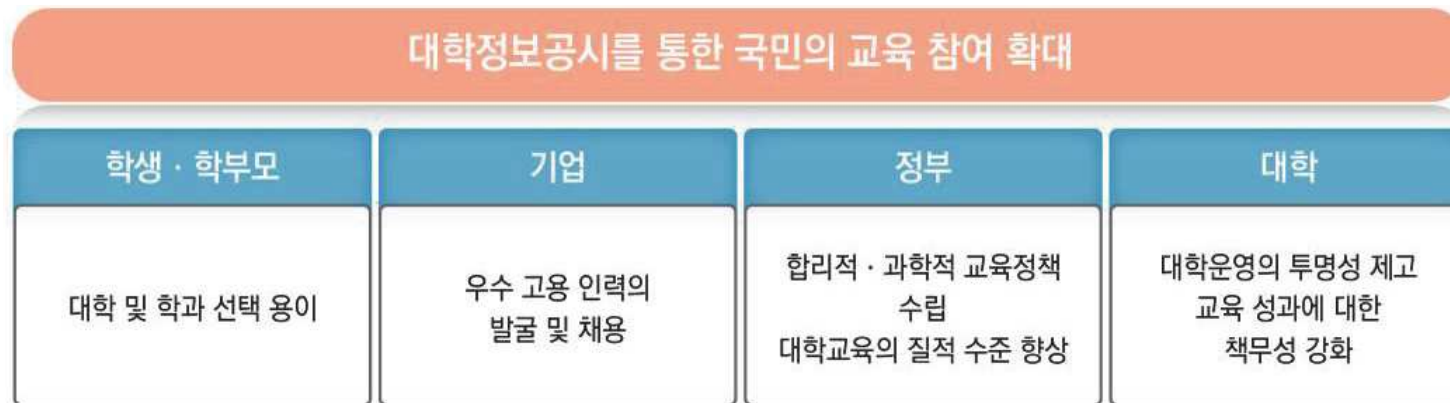 대학정보공시를 통한 국민의 교육 참여 확대
학생 · 학부모
대학 및 학과 선택 용이
기업
우수 고용 인력의
발굴 및 채용
정부
합리적 · 과학적 교육정책
수립
대학교육의 질적 수준 향상
대학
대학운영의 투명성 제고
교육 성과에 대한
책무성 강화